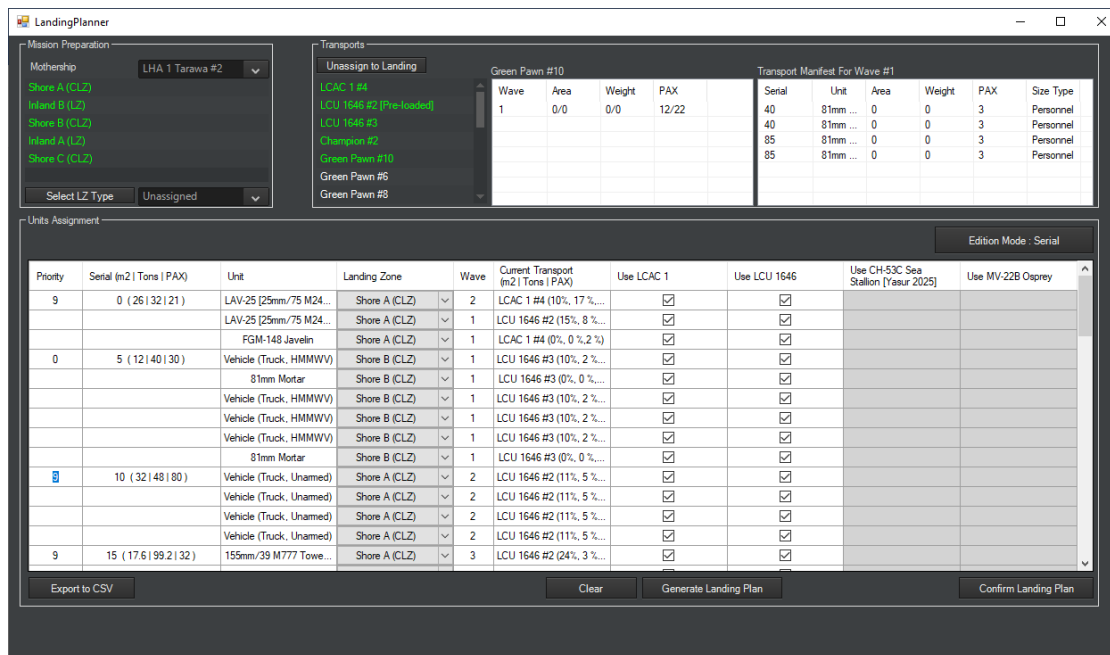 LandingPlanner
Mission Preparation
Mothership LHA 1 Tarawa #2
Shore A (CLZ)
Inland B (LZ)
Shore B (CLZ)
Inland A (LZ)
Shore C (CLZ)
Select LZ Type Unassigned
Transports
Unassign to Landing
LCAC 1 #4
LCU 1646 #2 [Pre-loaded]
LCU 1646 #3
Champion #2
Green Pawn #10
Green Pawn #6
Green Pawn #8
Green Pawn #10
Wave Area Weight PAX
1 0/0 0/0 12/22
Transport Manifest For Wave #1
Serial Unit Area Weight PAX Size Type
40 81mm ... 0 0 3 Personnel
40 81mm ... 0 0 3 Personnel
85 81mm ... 0 0 3 Personnel
85 81mm ... 0 0 3 Personnel
Units Assignment
Edition Mode : Serial
Priority Serial (m2 | Tons | PAX) Unit Landing Zone Wave Current Transport (m2 | Tons | PAX) Use LCAC 1 Use LCU 1646 Use CH-53C Sea Stallion [Yasur 2025] Use MV-22B Osprey
9 0 ( 26 | 32 | 21 ) LAV-25 [25mm/75 M24... Shore A (CLZ) 2 LCAC 1 #4 (10%, 17 %,...
LAV-25 [25mm/75 M24... Shore A (CLZ) 1 LCU 1646 #2 (15%, 8 %...
FGM-148 Javelin Shore A (CLZ) 1 LCAC 1 #4 (0%, 0 %,2 %)
0 5 ( 12 | 40 | 30 ) Vehicle (Truck, HMMWV) Shore B (CLZ) 1 LCU 1646 #3 (10%, 2 %...
81mm Mortar Shore B (CLZ) 1 LCU 1646 #3 (0%, 0 %,...
Vehicle (Truck, HMMWV) Shore B (CLZ) 1 LCU 1646 #3 (10%, 2 %...
Vehicle (Truck, HMMWV) Shore B (CLZ) 1 LCU 1646 #3 (10%, 2 %...
Vehicle (Truck, HMMWV) Shore B (CLZ) 1 LCU 1646 #3 (10%, 2 %...
81mm Mortar Shore B (CLZ) 1 LCU 1646 #3 (0%, 0 %,...
9 10 ( 32 | 48 | 80 ) Vehicle (Truck, Unarmed) Shore A (CLZ) 2 LCU 1646 #2 (11%, 5 %...
Vehicle (Truck, Unarmed) Shore A (CLZ) 2 LCU 1646 #2 (11%, 5 %...
Vehicle (Truck, Unarmed) Shore A (CLZ) 2 LCU 1646 #2 (11%, 5 %...
Vehicle (Truck, Unarmed) Shore A (CLZ) 2 LCU 1646 #2 (11%, 5 %...
9 15 ( 17.6 | 99.2 | 32 ) 155mm/39 M777 Towe... Shore A (CLZ) 3 LCU 1646 #2 (24%, 3 %...
Export to CSV Clear Generate Landing Plan Confirm Landing Plan